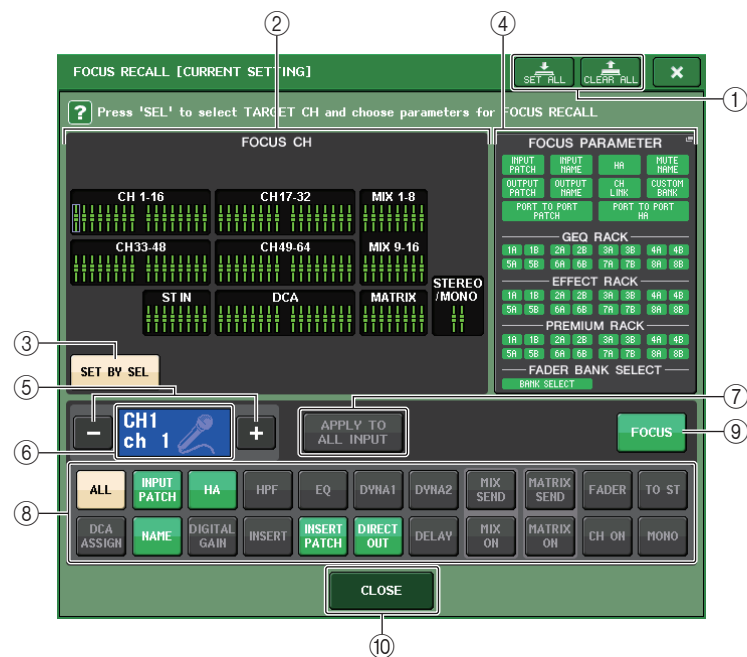 ② ④
FOCUS RECALL [CURRENT SETTING]
SET ALL
CLEAR ALL
①
? Press 'SEL' to select TARGET CH and choose parameters for FOCUS RECALL
FOCUS CH
CH 1-16 CH17-32 MIX 1-8
CH33-48 CH49-64 MIX 9-16
ST IN DCA MATRIX STEREO /MONO
③
SET BY SEL
FOCUS PARAMETER
INPUT PATCH INPUT NAME HA MUTE NAME
OUTPUT PATCH OUTPUT NAME CH LINK CUSTOM BANK
PORT TO PORT PATCH PORT TO PORT HA
GEQ RACK
1A 1B 2A 2B 3A 3B 4A 4B
5A 5B 6A 6B 7A 7B 8A 8B
EFFECT RACK
1A 1B 2A 2B 3A 3B 4A 4B
5A 5B 6A 6B 7A 7B 8A 8B
PREMIUM RACK
1A 1B 2A 2B 3A 3B 4A 4B
5A 5B 6A 6B 7A 7B 8A 8B
FADER BANK SELECT
BANK SELECT
⑤ ⑦
−
CH1
ch 1
+
⑥
APPLY TO
ALL INPUT
FOCUS
⑨
⑧
ALL INPUT PATCH HA HPF EQ DYNA1 DYNA2 MIX SEND MATRIX SEND FADER TO ST
DCA ASSIGN NAME DIGITAL GAIN INSERT INSERT PATCH DIRECT OUT DELAY MIX ON MATRIX ON CH ON MONO
CLOSE
⑩